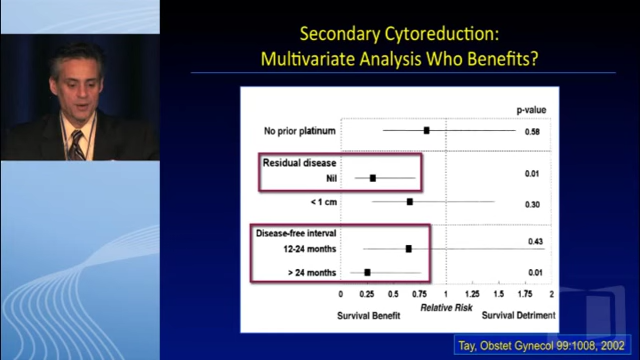 Secondary Cytoreduction:
Multivariate Analysis Who Benefits?
p-value
No prior platinum 0.58
Residual disease
Nil 0.01
< 1 cm 0.30
Disease-free interval
12-24 months 0.43
> 24 months 0.01
0 0.25 0.5 0.75 1 1.25 1.5 1.75 2
Relative Risk
Survival Benefit Survival Detriment
Tay, Obstet Gynecol 99:1008, 2002